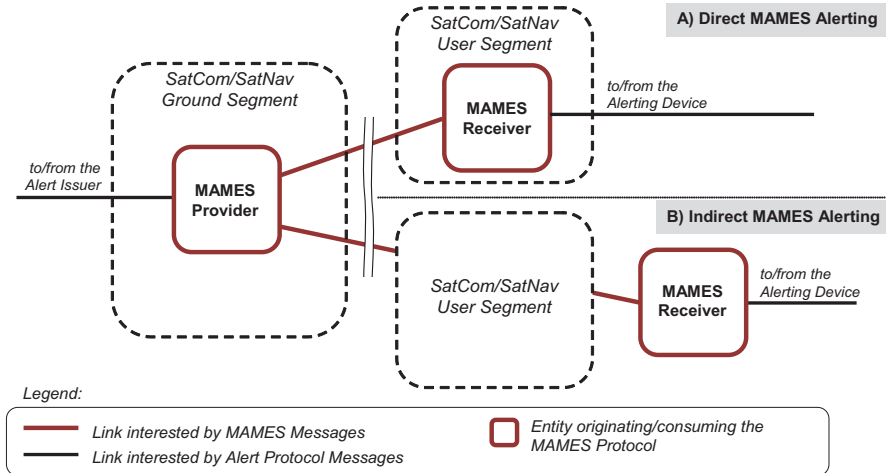 A) Direct MAMES Alerting
SatCom/SatNav
User Segment
SatCom/SatNav
Ground Segment
MAMES
Receiver
to/from the
Alerting Device
to/from the
Alert Issuer
MAMES
Provider
B) Indirect MAMES Alerting
SatCom/SatNav
User Segment
MAMES
Receiver
to/from the
Alerting Device
Legend:
Link interested by MAMES Messages
Link interested by Alert Protocol Messages
Entity originating/consuming the
MAMES Protocol